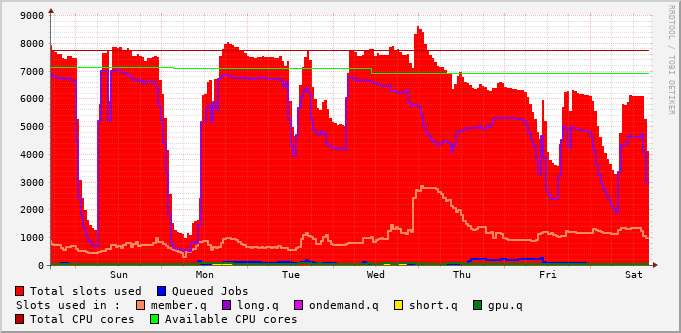 9000
8000
7000
6000
5000
4000
3000
2000
1000
0
Sun Mon Tue Wed Thu Fri Sat
RRDTOOL / TOBI OETIKER
Total slots used Queued Jobs
Slots used in : member.q long.q ondemand.q short.q gpu.q
Total CPU cores Available CPU cores